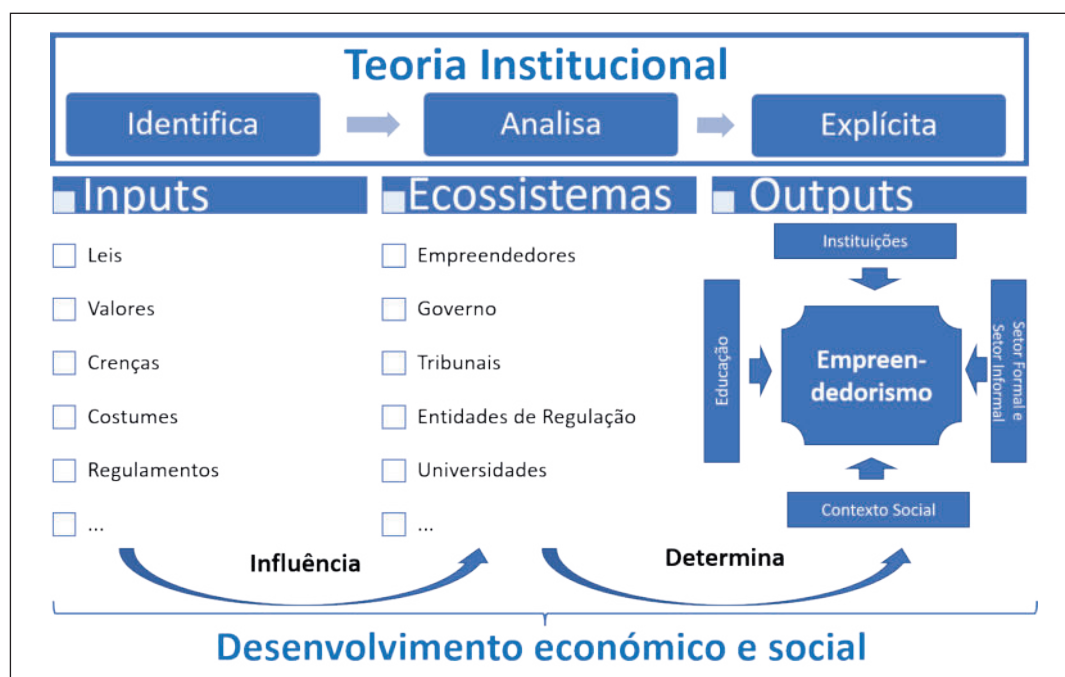 Teoria Institucional
Identifica
Analisa
Explícita
Inputs
Ecossistemas
Outputs
Leis
Valores
Crenças
Costumes
Regulamentos
...
Empreendedores
Governo
Tribunais
Entidades de Regulação
Universidades
...
Instituições
Educação
Empreen-
dedorismo
Setor Formal e
Setor Informal
Contexto Social
Influência
Determina
Desenvolvimento económico e social